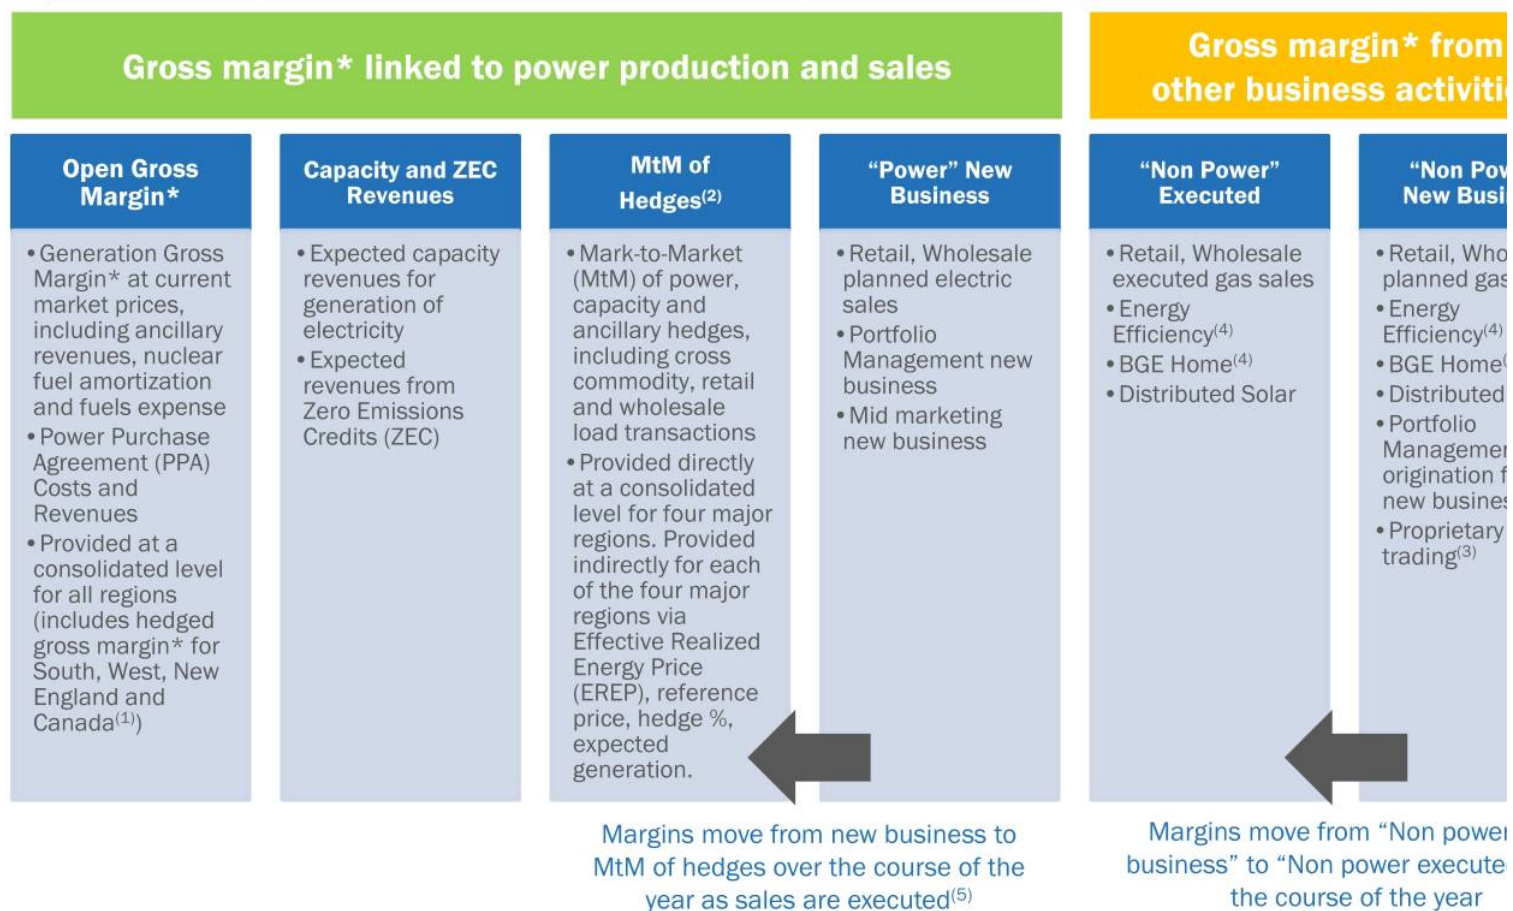 Gross margin* linked to power production and sales
Gross margin* from
other business
Open Gross
Margin*
• Generation Gross
Margin* at current
market prices,
including ancillary
revenues, nuclear
fuel amortization
and fuels expense
• Power Purchase
Agreement (PPA)
Costs and
Revenues
• Provided at a
consolidated level
for all regions
(includes hedged
gross margin* for
South, West, New
England and
Canada(1))
Capacity and ZEC
Revenues
• Expected capacity
revenues for
generation of
electricity
• Expected
revenues from
Zero Emissions
Credits (ZEC)
MtM of
Hedges(2)
• Mark-to-Market
(MtM) of power,
capacity and
ancillary hedges,
including cross
commodity, retail
and wholesale
load transactions
• Provided directly
at a consolidated
level for four major
regions. Provided
indirectly for each
of the four major
regions via
Effective Realized
Energy Price
(EREP), reference
price, hedge %,
expected
generation.
“Power” New
Business
• Retail, Wholesale
planned electric
sales
• Portfolio
Management new
business
• Mid marketing
new business
“Non Power”
Executed
• Retail, Wholesale
executed gas sales
• Energy
Efficiency(4)
• BGE Home(4)
• Distributed Solar
“Non
New
• Retail,
planned gas
• Energy
Efficiency(4)
• BGE Home
• Distributed
• Portfolio
origination
new
• Proprietary
trading(3)
Margins move from new business to
MtM of hedges over the course of the
year as sales are executed(5)
Margins move from “Non power
business” to “Non power
the course of the year